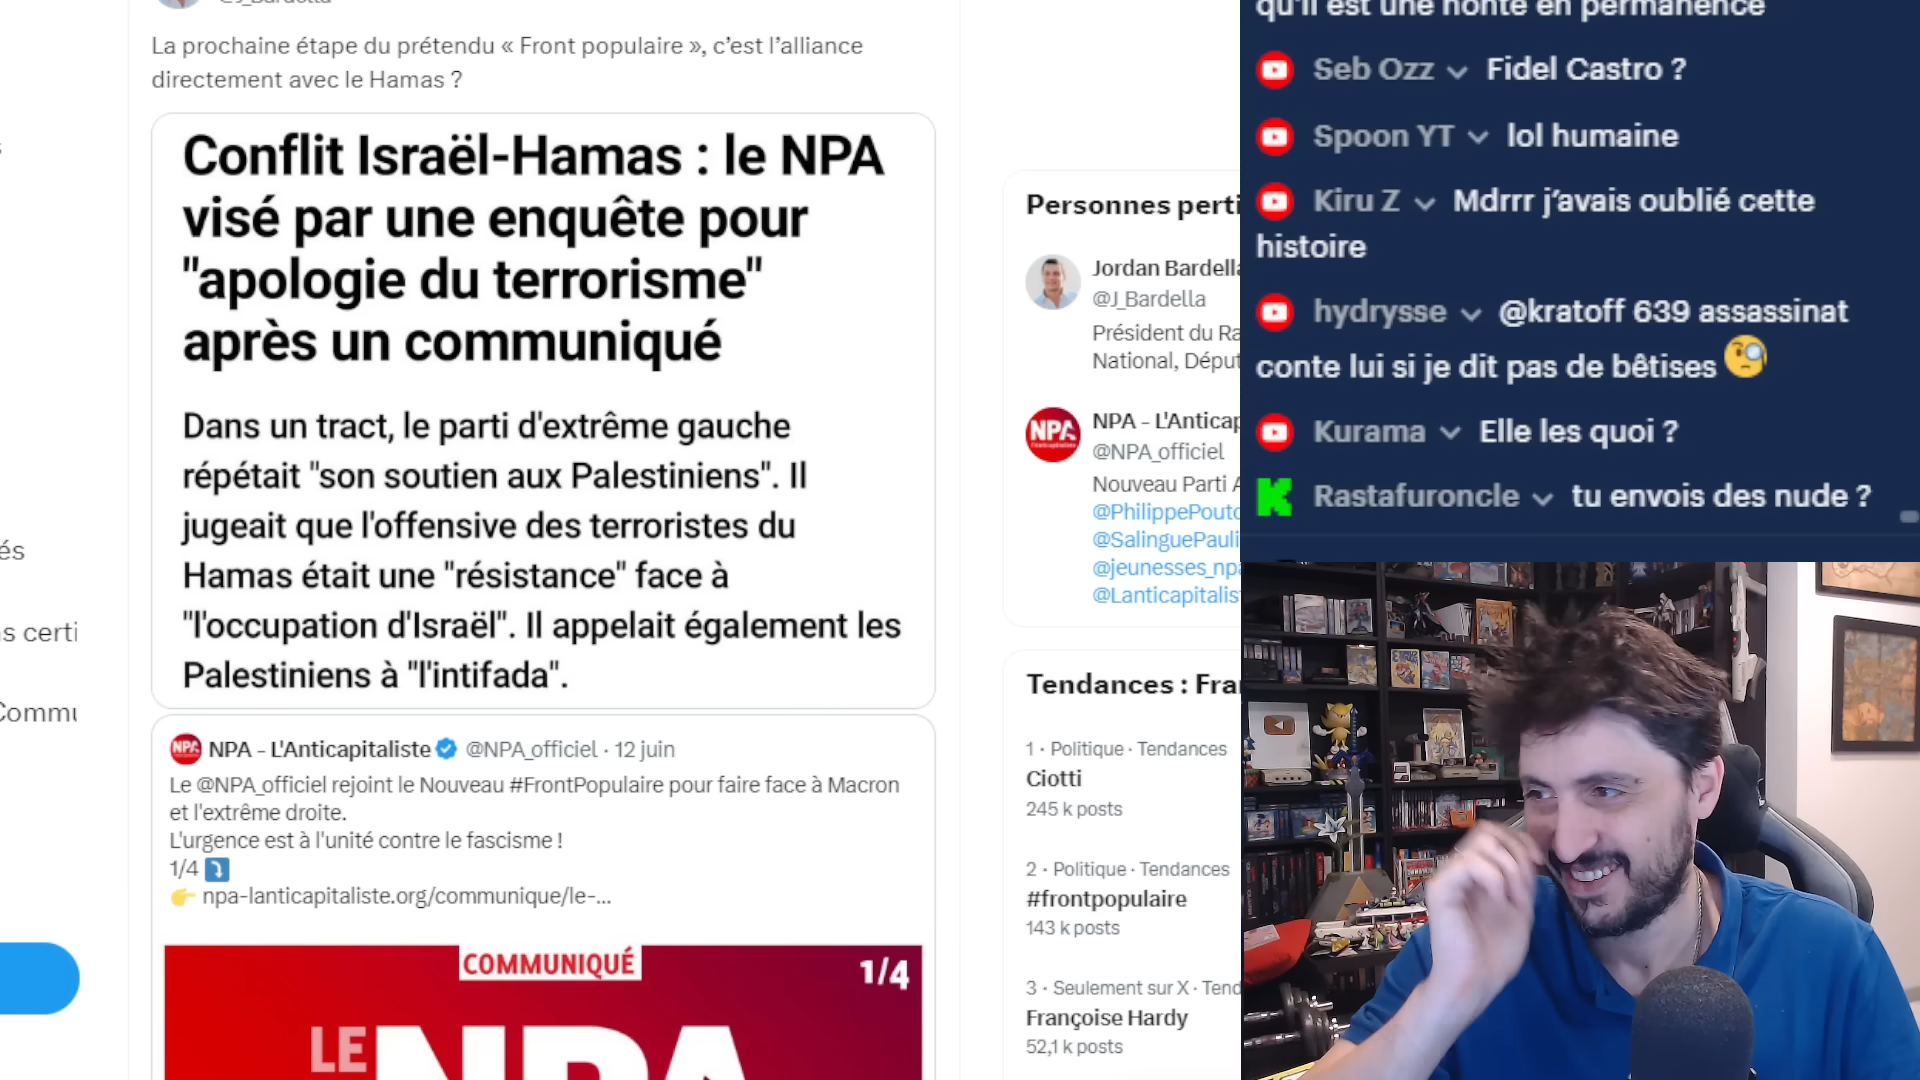 La prochaine étape du prétendu « Front populaire », c’est l’alliance
directement avec le Hamas ?
Conflit Israël-Hamas : le NPA
visé par une enquête pour
"apologie du terrorisme"
après un communiqué
Dans un tract, le parti d'extrême gauche
répétait "son soutien aux Palestiniens". Il
jugeait que l'offensive des terroristes du
Hamas était une "résistance" face à
"l'occupation d'Israël". Il appelait également les
Palestiniens à "l'intifada".
NPA - L'Anticapitaliste @NPA_officiel · 12 juin
Le @NPA_officiel rejoint le Nouveau #FrontPopulaire pour faire face à Macron
et l'extrême droite.
L'urgence est à l'unité contre le fascisme !
1/4 ⤵️
👉 npa-lanticapitaliste.org/communique/le-...
COMMUNIQUÉ
1/4
LE NPA
és
s certi
Commu
Personnes perti
Jordan Bardella
@J_Bardella
Président du Ra
National, Déput
NPA
NPA - L'Anticap
@NPA_officiel
Nouveau Parti A
@PhilippePouto
@SalinguePauli
@jeunesses_npa
@Lanticapitalis
Tendances : Fra
1 · Politique · Tendances
Ciotti
245 k posts
2 · Politique · Tendances
#frontpopulaire
143 k posts
3 · Seulement sur X · Tend
Françoise Hardy
52,1 k posts
qu'il est une honte en permanence
Seb Ozz Fidel Castro ?
Spoon YT lol humaine
Kiru Z Mdrrr j’avais oublié cette
histoire
hydrysse @kratoff 639 assassinat
conte lui si je dit pas de bêtises 🧐
Kurama Elle les quoi ?
Rastafuroncle tu envois des nude ?